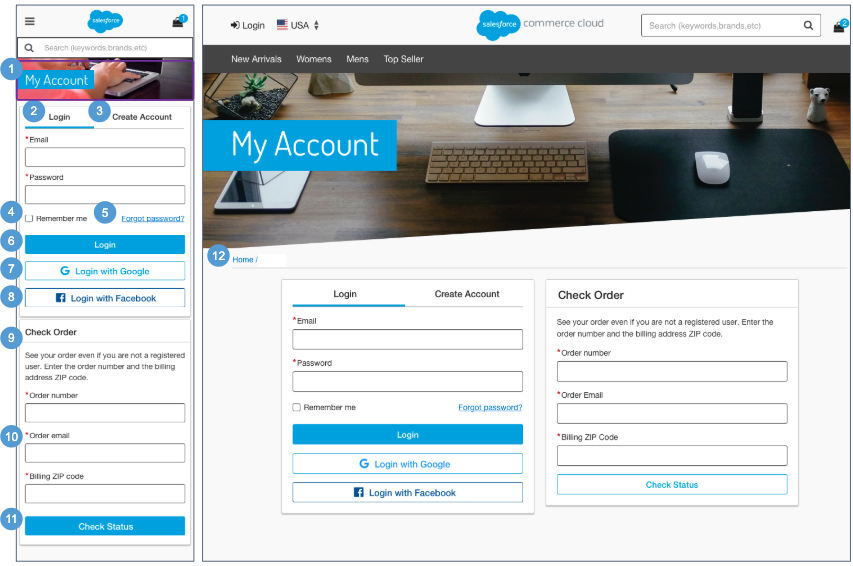 salesforce
2
Search (keywords,brands,etc)
1
My Account
2
Login
3
Create Account
*Email
*Password
4
Remember me
5
Forgot password?
6
Login
7
G Login with Google
8
f Login with Facebook
9
Check Order
See your order even if you are not a registered
user. Enter the order number and the billing
address ZIP code.
*Order number
10
*Order email
*Billing ZIP code
11
Check Status
Login
USA
salesforce commerce cloud
Search (keywords,brands,etc)
2
New Arrivals Womens Mens Top Seller
My Account
12
Home /
Login Create Account
*Email
*Password
Remember me Forgot password?
Login
G Login with Google
f Login with Facebook
Check Order
See your order even if you are not a registered user. Enter the
order number and the billing address ZIP code.
*Order number
*Order Email
*Billing ZIP Code
Check Status